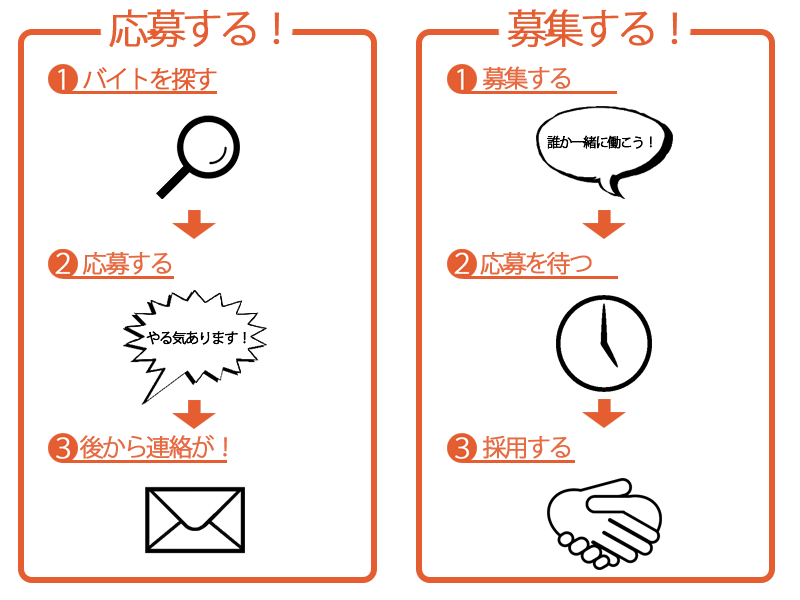 応募する！
① バイトを探す
② 応募する
やる気あります！
③ 後から連絡が！
募集する！
① 募集する
誰か一緒に働こう！
② 応募を待つ
③ 採用する